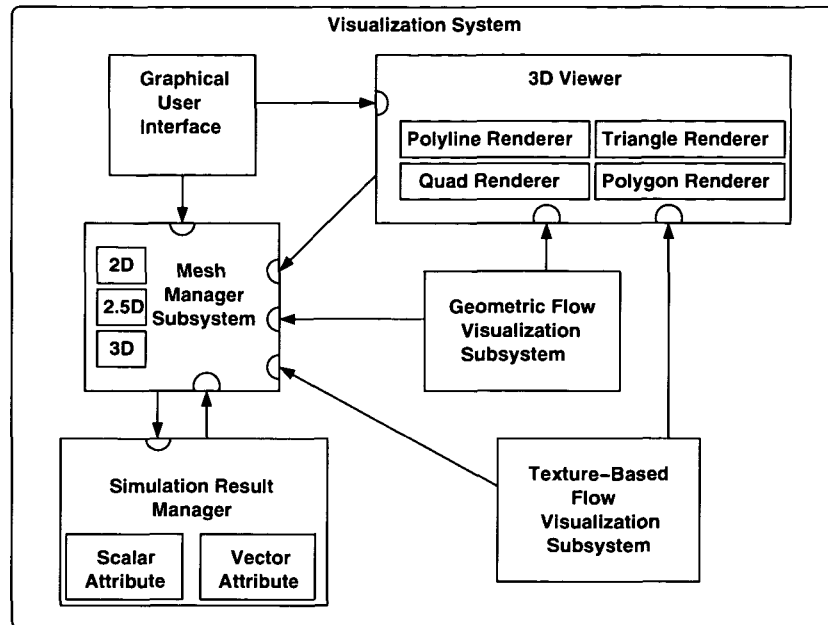 Visualization System
Graphical
User
Interface
3D Viewer
Polyline Renderer
Triangle Renderer
Quad Renderer
Polygon Renderer
2D
2.5D
3D
Mesh
Manager
Subsystem
Geometric Flow
Visualization
Subsystem
Simulation Result
Manager
Scalar
Attribute
Vector
Attribute
Texture-Based
Flow
Visualization
Subsystem